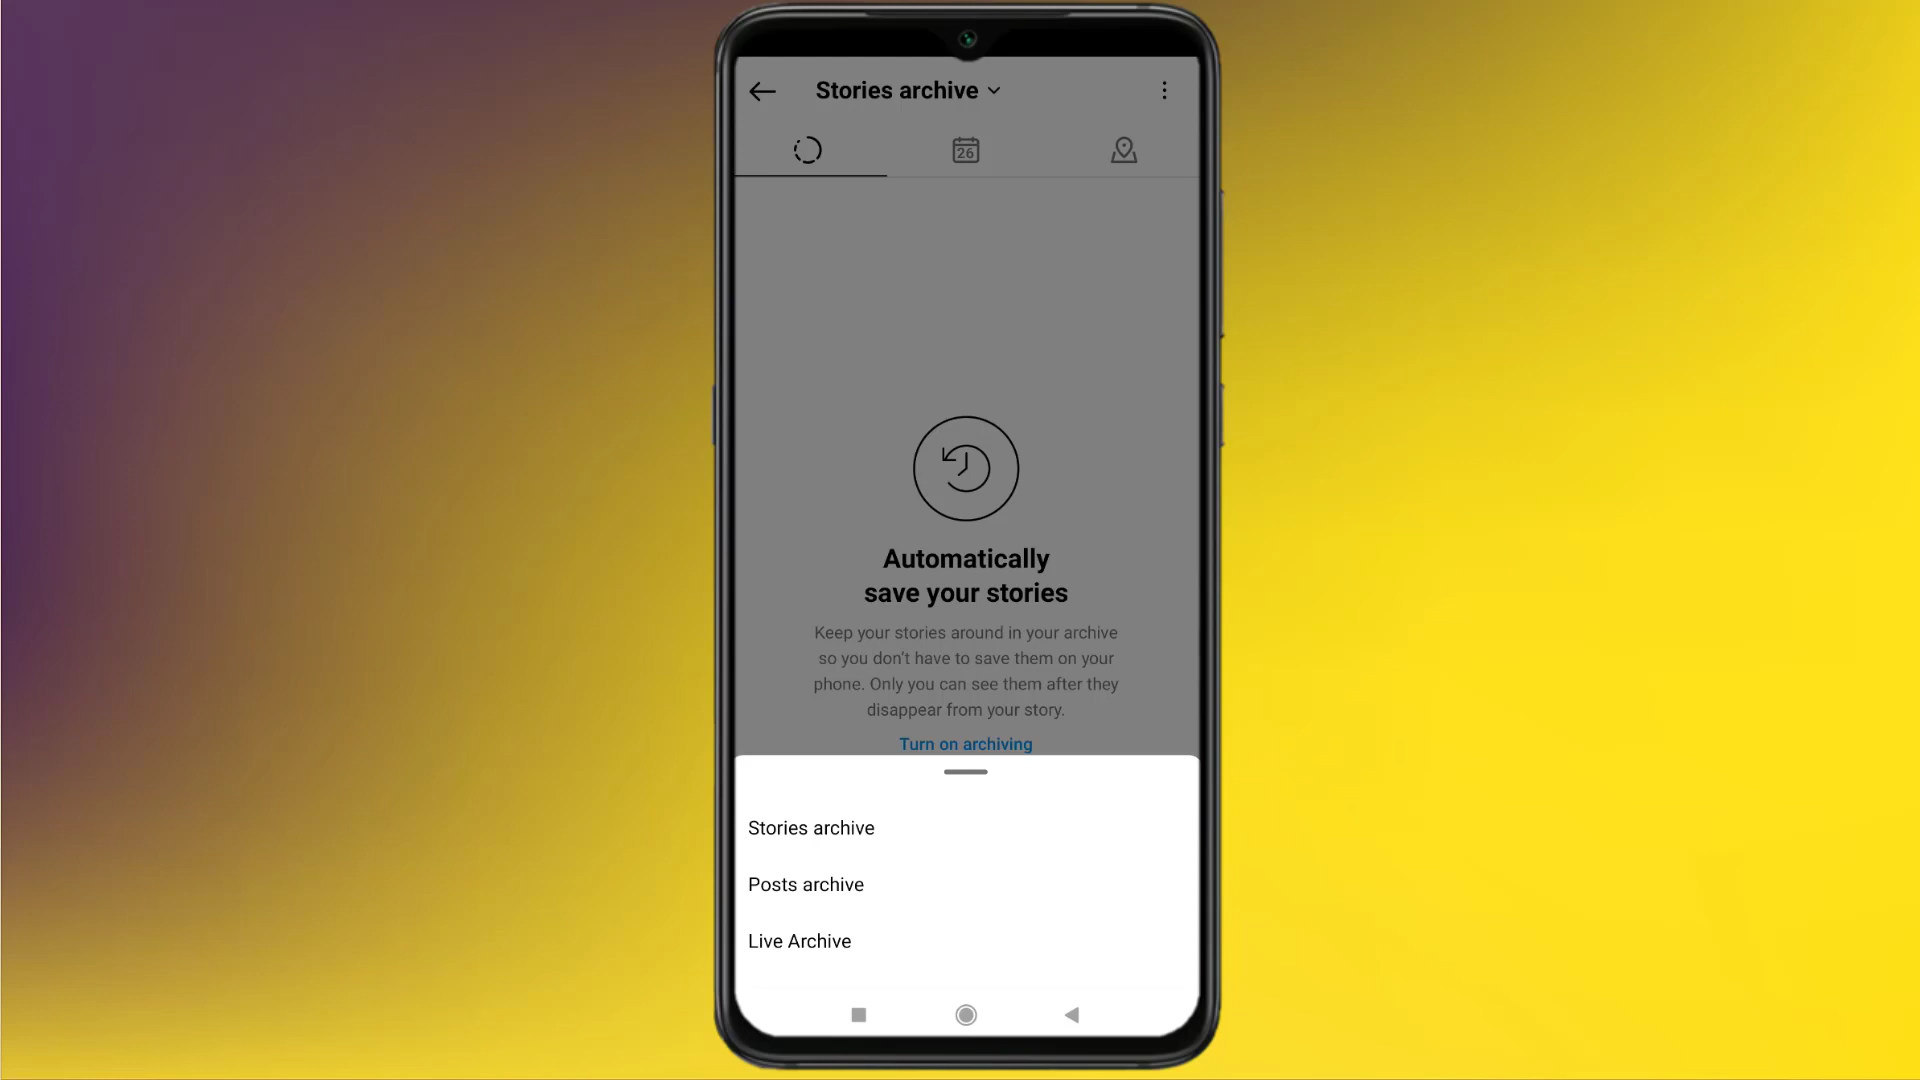 Stories archive
26
Automatically
save your stories
Keep your stories around in your archive
so you don't have to save them on your
phone. Only you can see them after they
disappear from your story.
Turn on archiving
Stories archive
Posts archive
Live Archive